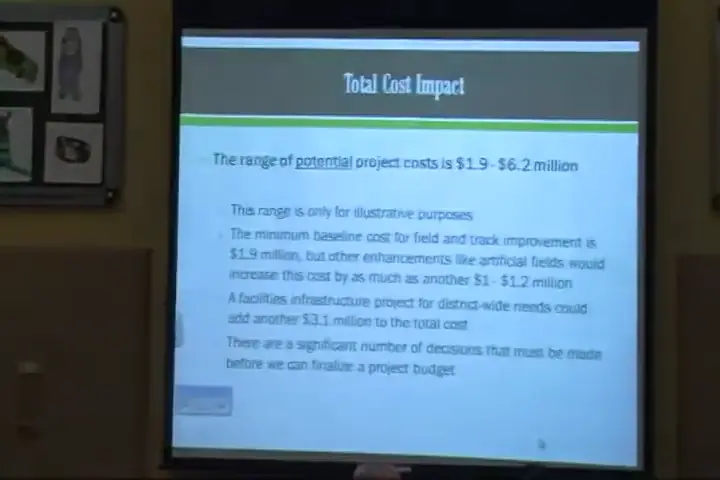 Total Cost Impact
The range of potential project costs is $1.9 - $6.2 million
This range is only for illustrative purposes
The minimum baseline cost for field and track improvement is
$1.9 million, but other enhancements like artificial fields would
increase this cost by as much as another $1 - $1.2 million
A facilities infrastructure project for district-wide needs could
add another $3.1 million to the total cost
There are a significant number of decisions that must be made
before we can finalize a project budget